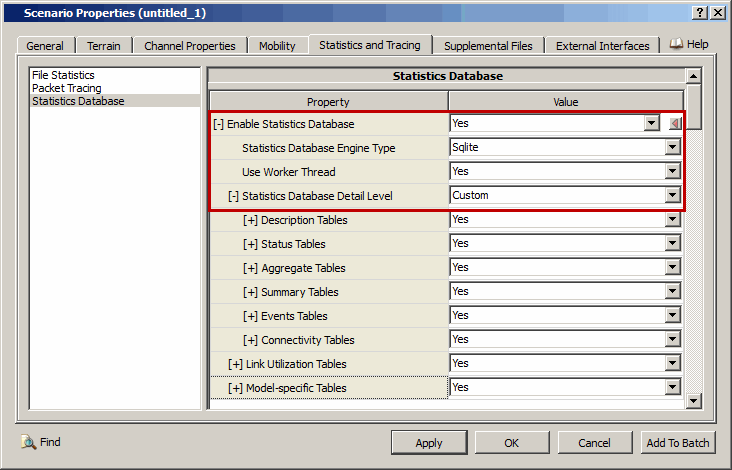 Scenario Properties (untitled_1)
General Terrain Channel Properties Mobility Statistics and Tracing Supplemental Files External Interfaces Help
File Statistics
Packet Tracing
Statistics Database
Statistics Database
Property Value
[-] Enable Statistics Database Yes
Statistics Database Engine Type Sqlite
Use Worker Thread Yes
[-] Statistics Database Detail Level Custom
[+] Description Tables Yes
[+] Status Tables Yes
[+] Aggregate Tables Yes
[+] Summary Tables Yes
[+] Events Tables Yes
[+] Connectivity Tables Yes
[+] Link Utilization Tables Yes
[+] Model-specific Tables Yes
Find Apply OK Cancel Add To Batch